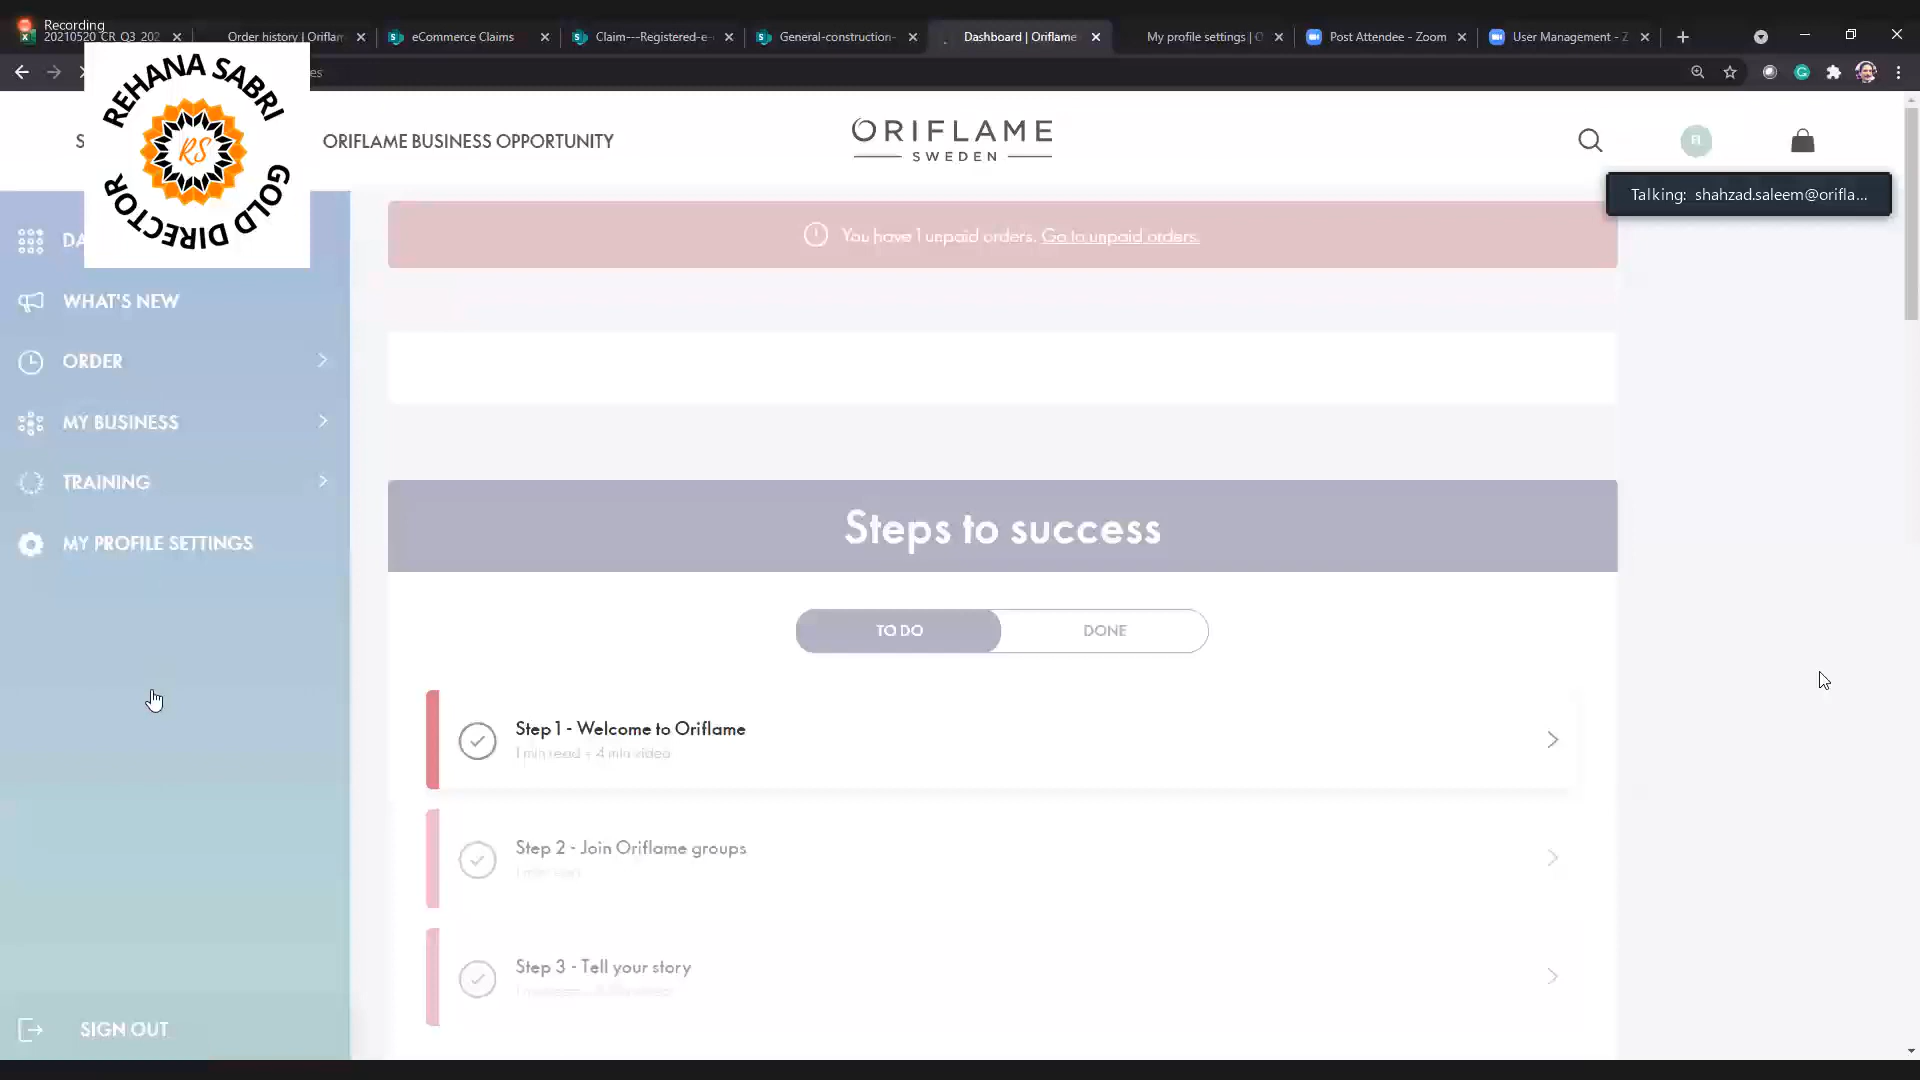 Recording
20210520_CR_Q3_202
Order history | Oriflam
eCommerce Claims
Claim---Registered-e-
General-construction-
Dashboard | Oriflame
My profile settings | O
Post Attendee - Zoom
User Management - Z
es
REHANA SABRI
RS
GOLD DIRECTOR
S
ORIFLAME BUSINESS OPPORTUNITY
ORIFLAME
SWEDEN
FI
Talking: shahzad.saleem@orifla...
DA
You have 1 unpaid orders. Go to unpaid orders.
WHAT'S NEW
ORDER
MY BUSINESS
TRAINING
MY PROFILE SETTINGS
Steps to success
TO DO
DONE
Step 1 - Welcome to Oriflame
1 min read + 4 min video
Step 2 - Join Oriflame groups
Step 3 - Tell your story
SIGN OUT